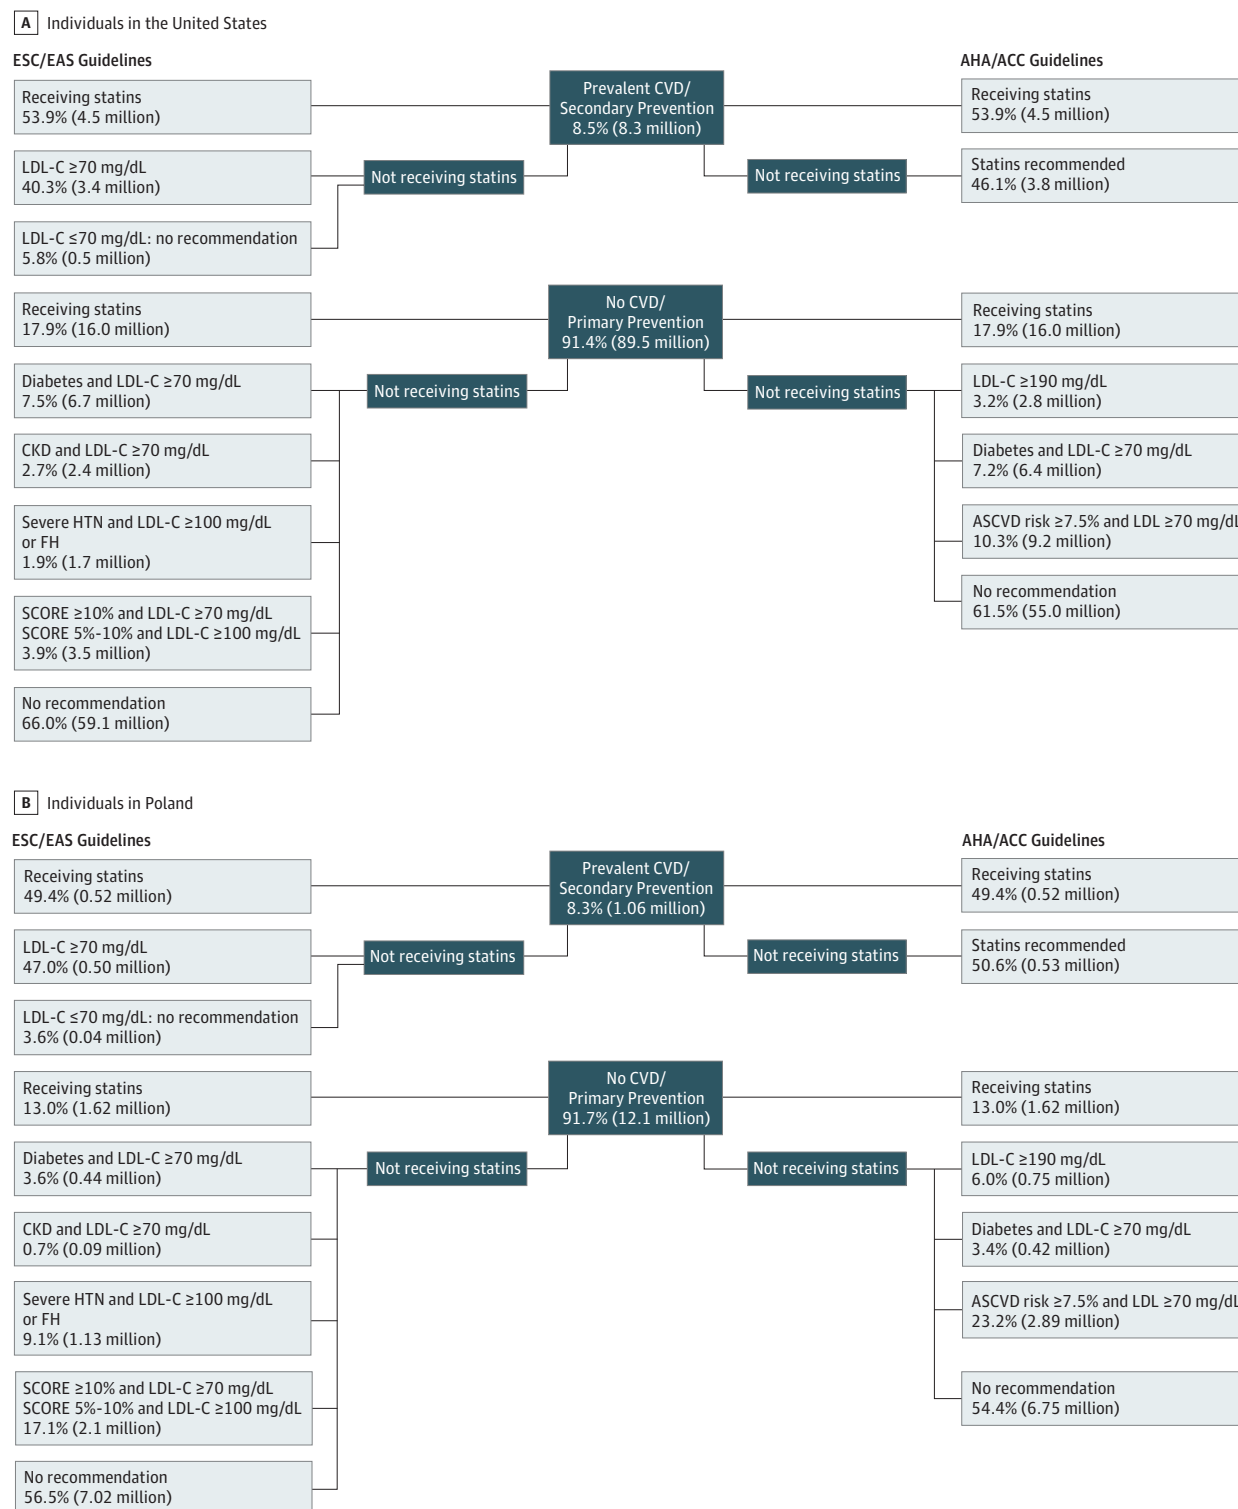 A Individuals in the United States
ESC/EAS Guidelines
AHA/ACC Guidelines
Receiving statins
53.9% (4.5 million)
Prevalent CVD/
Secondary Prevention
8.5% (8.3 million)
Receiving statins
53.9% (4.5 million)
LDL-C ≥70 mg/dL
40.3% (3.4 million)
Not receiving statins
Not receiving statins
Statins recommended
46.1% (3.8 million)
LDL-C ≤70 mg/dL: no recommendation
5.8% (0.5 million)
Receiving statins
17.9% (16.0 million)
No CVD/
Primary Prevention
91.4% (89.5 million)
Receiving statins
17.9% (16.0 million)
Diabetes and LDL-C ≥70 mg/dL
7.5% (6.7 million)
Not receiving statins
Not receiving statins
LDL-C ≥190 mg/dL
3.2% (2.8 million)
CKD and LDL-C ≥70 mg/dL
2.7% (2.4 million)
Diabetes and LDL-C ≥70 mg/dL
7.2% (6.4 million)
Severe HTN and LDL-C ≥100 mg/dL
or FH
1.9% (1.7 million)
ASCVD risk ≥7.5% and LDL ≥70 mg/dL
10.3% (9.2 million)
SCORE ≥10% and LDL-C ≥70 mg/dL
SCORE 5%-10% and LDL-C ≥100 mg/dL
3.9% (3.5 million)
No recommendation
61.5% (55.0 million)
No recommendation
66.0% (59.1 million)
B Individuals in Poland
ESC/EAS Guidelines
AHA/ACC Guidelines
Receiving statins
49.4% (0.52 million)
Prevalent CVD/
Secondary Prevention
8.3% (1.06 million)
Receiving statins
49.4% (0.52 million)
LDL-C ≥70 mg/dL
47.0% (0.50 million)
Not receiving statins
Not receiving statins
Statins recommended
50.6% (0.53 million)
LDL-C ≤70 mg/dL: no recommendation
3.6% (0.04 million)
Receiving statins
13.0% (1.62 million)
No CVD/
Primary Prevention
91.7% (12.1 million)
Receiving statins
13.0% (1.62 million)
Diabetes and LDL-C ≥70 mg/dL
3.6% (0.44 million)
Not receiving statins
Not receiving statins
LDL-C ≥190 mg/dL
6.0% (0.75 million)
CKD and LDL-C ≥70 mg/dL
0.7% (0.09 million)
Diabetes and LDL-C ≥70 mg/dL
3.4% (0.42 million)
Severe HTN and LDL-C ≥100 mg/dL
or FH
9.1% (1.13 million)
ASCVD risk ≥7.5% and LDL ≥70 mg/dL
23.2% (2.89 million)
SCORE ≥10% and LDL-C ≥70 mg/dL
SCORE 5%-10% and LDL-C ≥100 mg/dL
17.1% (2.1 million)
No recommendation
54.4% (6.75 million)
No recommendation
56.5% (7.02 million)